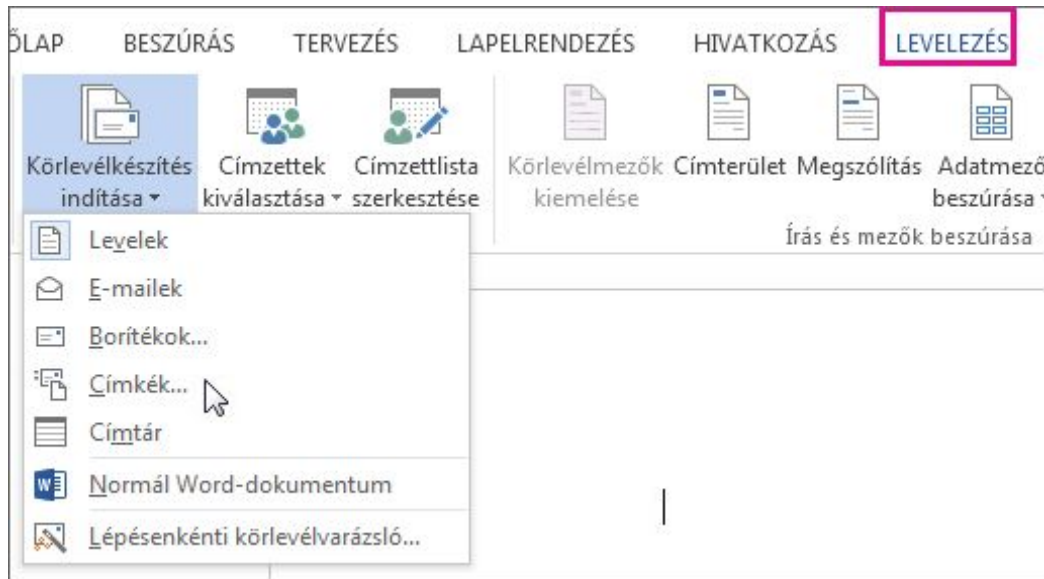 ŐLAP BESZÚRÁS TERVEZÉS LAPELRENDEZÉS HIVATKOZÁS LEVELEZÉS
Körlevélkészítés Címzettek Címzettlista Körlevélmezők Címterület Megszólítás Adatmező
indítása kiválasztása szerkesztése kiemelése beszúrása
Írás és mezők beszúrása
Levelek
E-mailek
Borítékok...
Címkék...
Címtár
Normál Word-dokumentum
Lépésenkénti körlevélvarázsló...